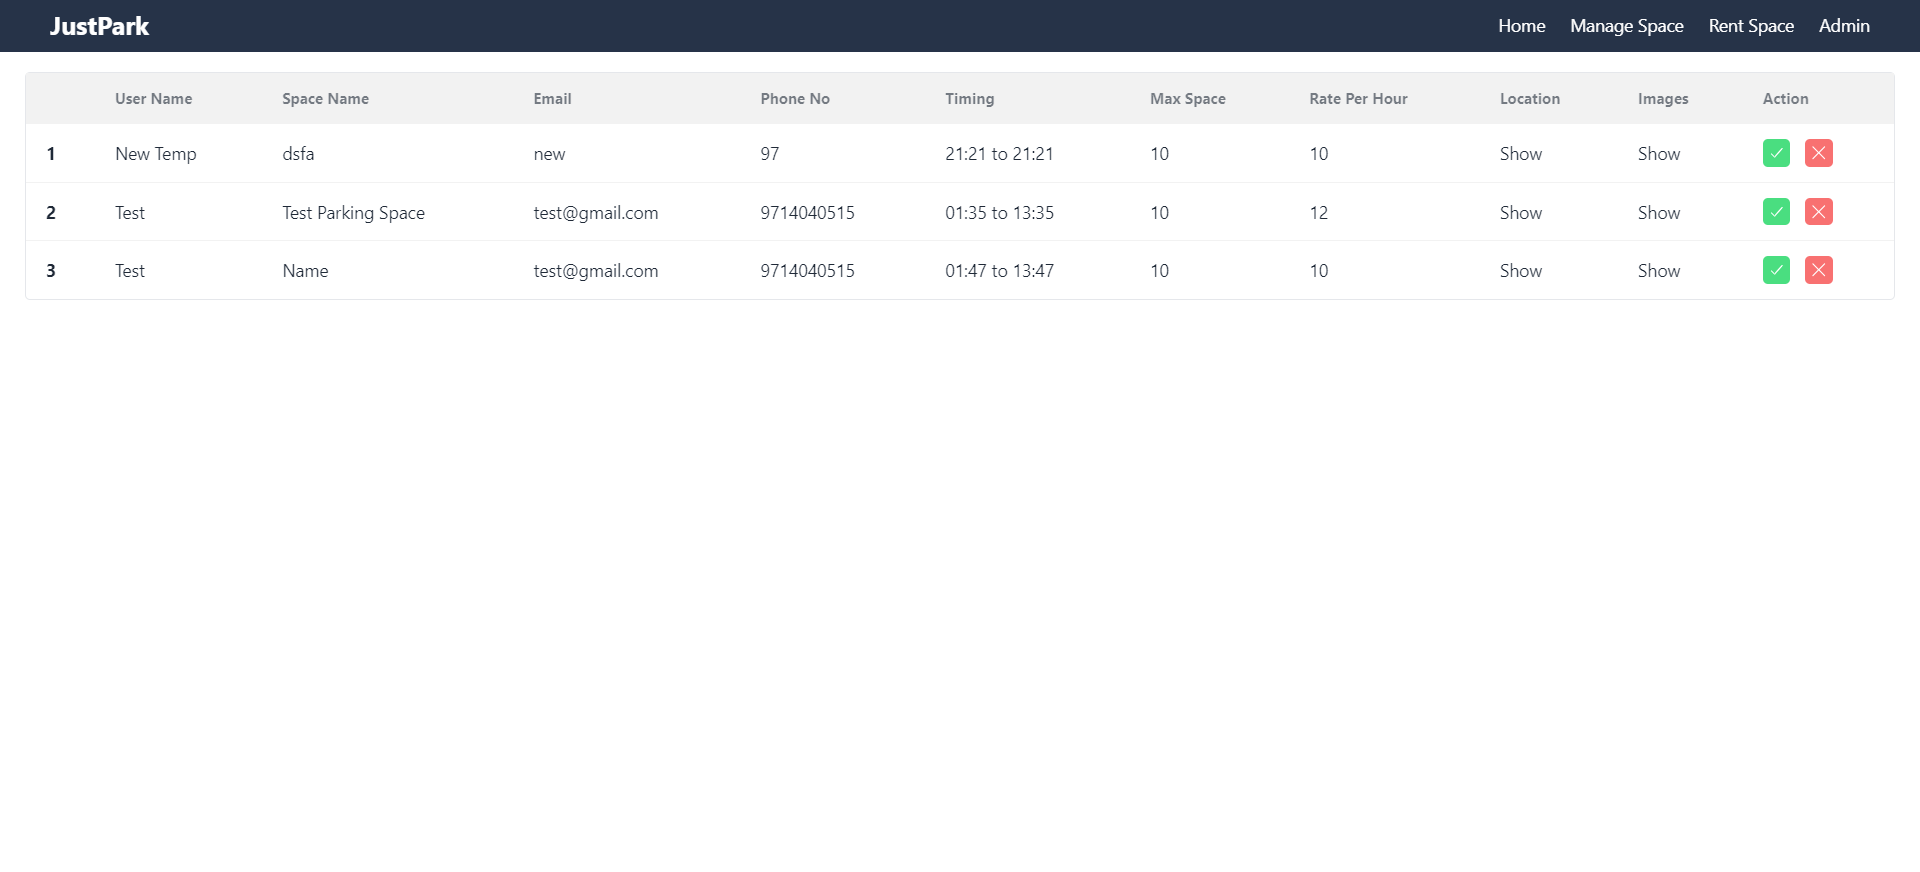 JustPark Home Manage Space Rent Space Admin
User Name Space Name Email Phone No Timing Max Space Rate Per Hour Location Images Action
1 New Temp dsfa new 97 21:21 to 21:21 10 10 Show Show
2 Test Test Parking Space test@gmail.com 9714040515 01:35 to 13:35 10 12 Show Show
3 Test Name test@gmail.com 9714040515 01:47 to 13:47 10 10 Show Show